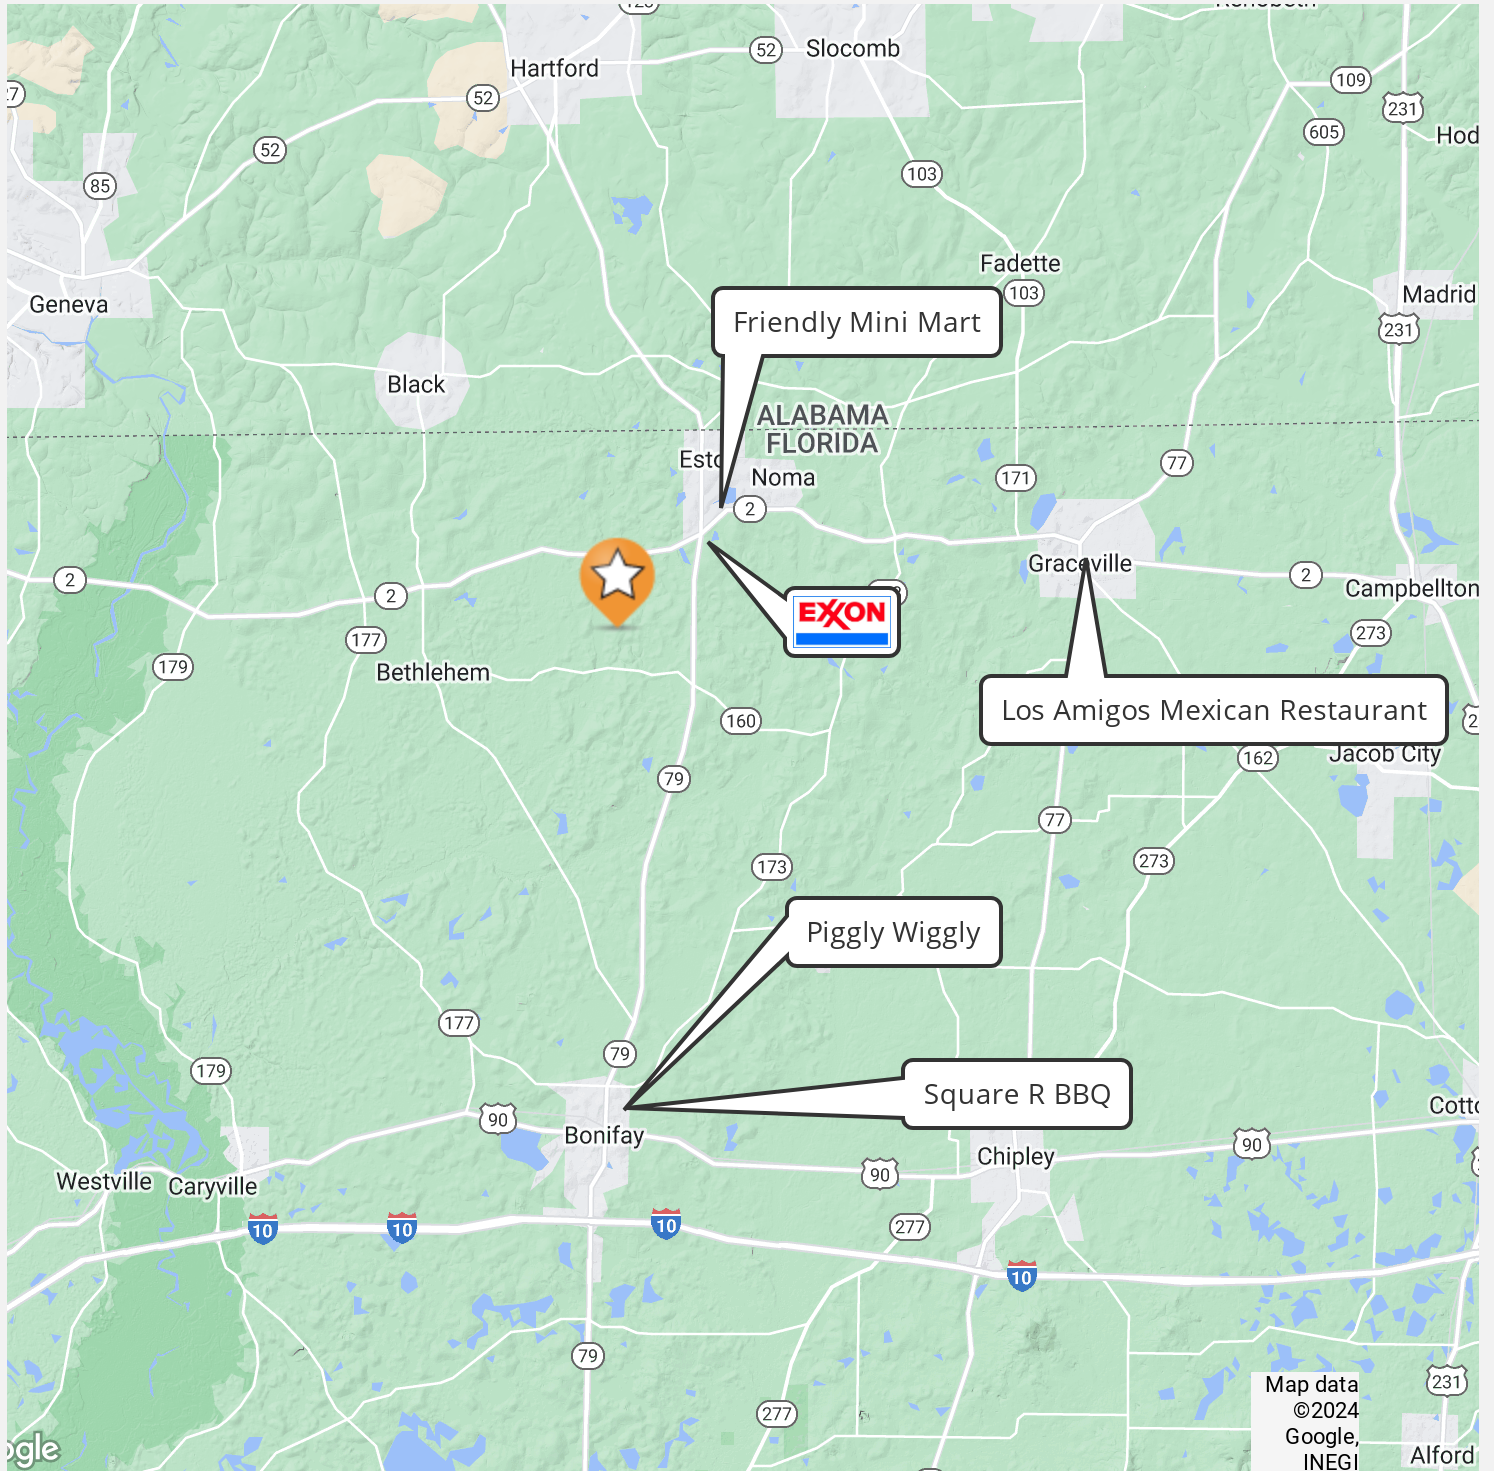 Hartford
52
Slocomb
109
231
52
605
Hod
52
103
85
Fadette
103
Geneva
Madrid
231
Friendly Mini Mart
Black
ALABAMA
FLORIDA
Esto
Noma
77
171
2
Graceville
2
2
2
Campbellton
EXXON
273
177
179
Bethlehem
160
Los Amigos Mexican Restaurant
Jacob City
162
79
77
273
173
Piggly Wiggly
177
79
179
Square R BBQ
90
Bonifay
90
Chipley
90
Westville
Caryville
10
10
10
277
10
79
231
277
Alford
Map data
©2024
Google,
INEGI